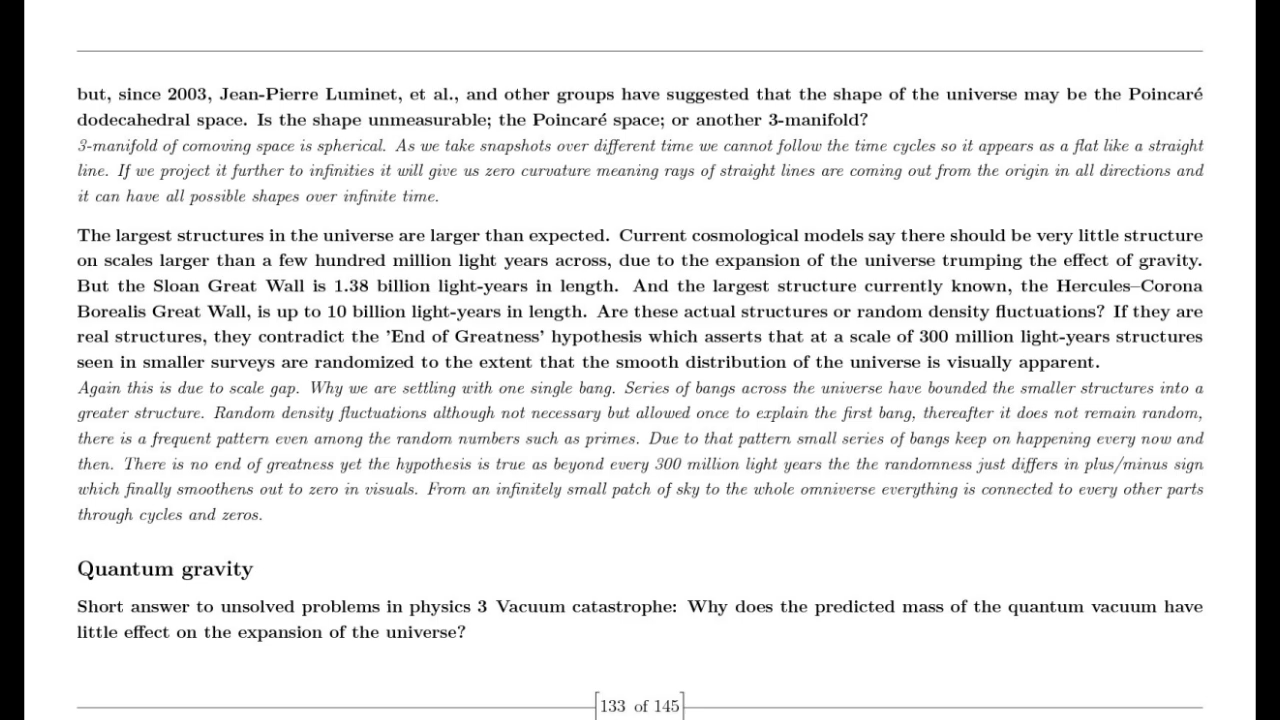 but, since 2003, Jean-Pierre Luminet, et al., and other groups have suggested that the shape of the universe may be the Poincaré
dodecahedral space. Is the shape unmeasurable; the Poincaré space; or another 3-manifold?
3-manifold of comoving space is spherical. As we take snapshots over different time we cannot follow the time cycles so it appears as a flat like a straight
line. If we project it further to infinities it will give us zero curvature meaning rays of straight lines are coming out from the origin in all directions and
it can have all possible shapes over infinite time.
The largest structures in the universe are larger than expected. Current cosmological models say there should be very little structure
on scales larger than a few hundred million light years across, due to the expansion of the universe trumping the effect of gravity.
But the Sloan Great Wall is 1.38 billion light-years in length. And the largest structure currently known, the Hercules–Corona
Borealis Great Wall, is up to 10 billion light-years in length. Are these actual structures or random density fluctuations? If they are
real structures, they contradict the 'End of Greatness' hypothesis which asserts that at a scale of 300 million light-years structures
seen in smaller surveys are randomized to the extent that the smooth distribution of the universe is visually apparent.
Again this is due to scale gap. Why we are settling with one single bang. Series of bangs across the universe have bounded the smaller structures into a
greater structure. Random density fluctuations although not necessary but allowed once to explain the first bang, thereafter it does not remain random,
there is a frequent pattern even among the random numbers such as primes. Due to that pattern small series of bangs keep on happening every now and
then. There is no end of greatness yet the hypothesis is true as beyond every 300 million light years the the randomness just differs in plus/minus sign
which finally smoothens out to zero in visuals. From an infinitely small patch of sky to the whole omniverse everything is connected to every other parts
through cycles and zeros.
Quantum gravity
Short answer to unsolved problems in physics 3 Vacuum catastrophe: Why does the predicted mass of the quantum vacuum have
little effect on the expansion of the universe?
133 of 145